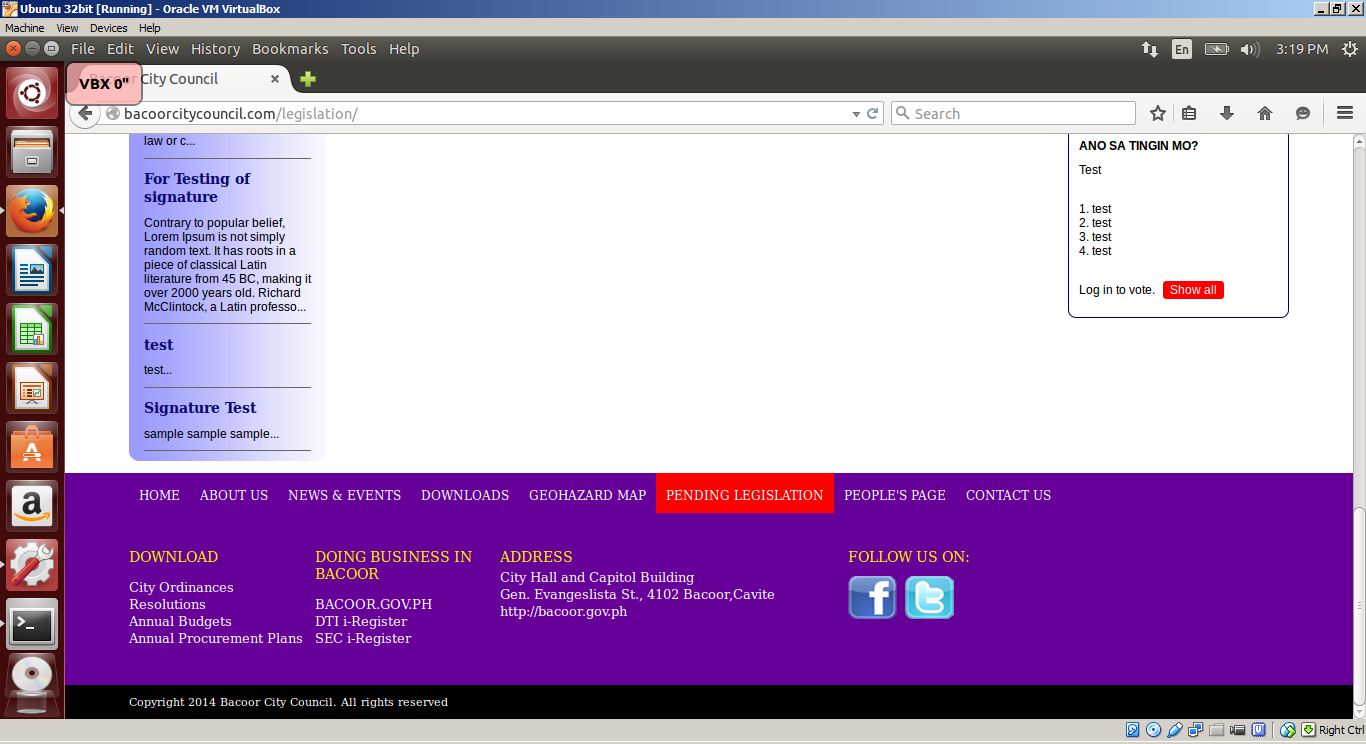 Ubuntu 32bit [Running] - Oracle VM VirtualBox
Machine View Devices Help
File Edit View History Bookmarks Tools Help
En
3:19 PM
VBX 0"
City Council
bacoorcitycouncil.com/legislation/
Search
law or c...
For Testing of
signature
Contrary to popular belief,
Lorem Ipsum is not simply
random text. It has roots in a
piece of classical Latin
literature from 45 BC, making it
over 2000 years old. Richard
McClintock, a Latin professo...
test
test...
Signature Test
sample sample sample...
ANO SA TINGIN MO?
Test
1. test
2. test
3. test
4. test
Log in to vote. Show all
HOME ABOUT US NEWS & EVENTS DOWNLOADS GEOHAZARD MAP PENDING LEGISLATION PEOPLE'S PAGE CONTACT US
DOWNLOAD
City Ordinances
Resolutions
Annual Budgets
Annual Procurement Plans
DOING BUSINESS IN
BACOOR
BACOOR.GOV.PH
DTI i-Register
SEC i-Register
ADDRESS
City Hall and Capitol Building
Gen. Evangeslista St., 4102 Bacoor,Cavite
http://bacoor.gov.ph
FOLLOW US ON:
Copyright 2014 Bacoor City Council. All rights reserved
Right Ctrl